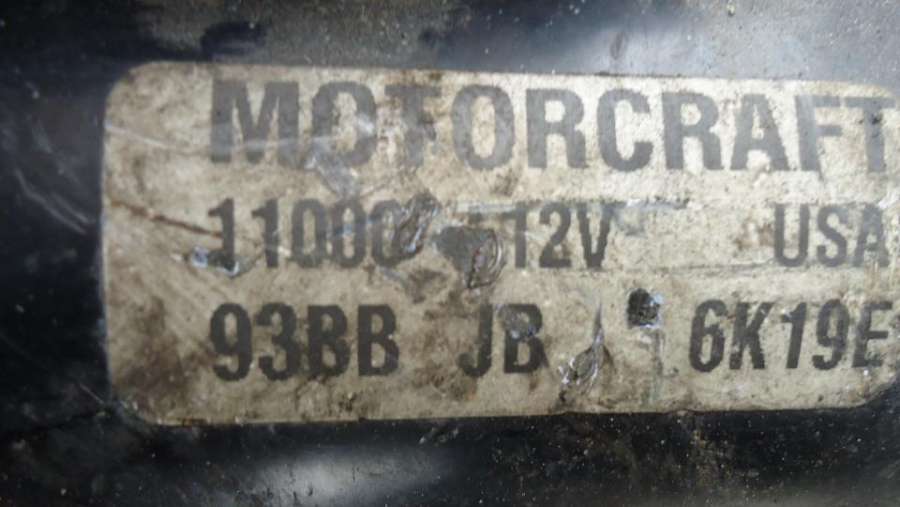 MOTORCRAFT
11000 12V USA
93BB JB 6K19E